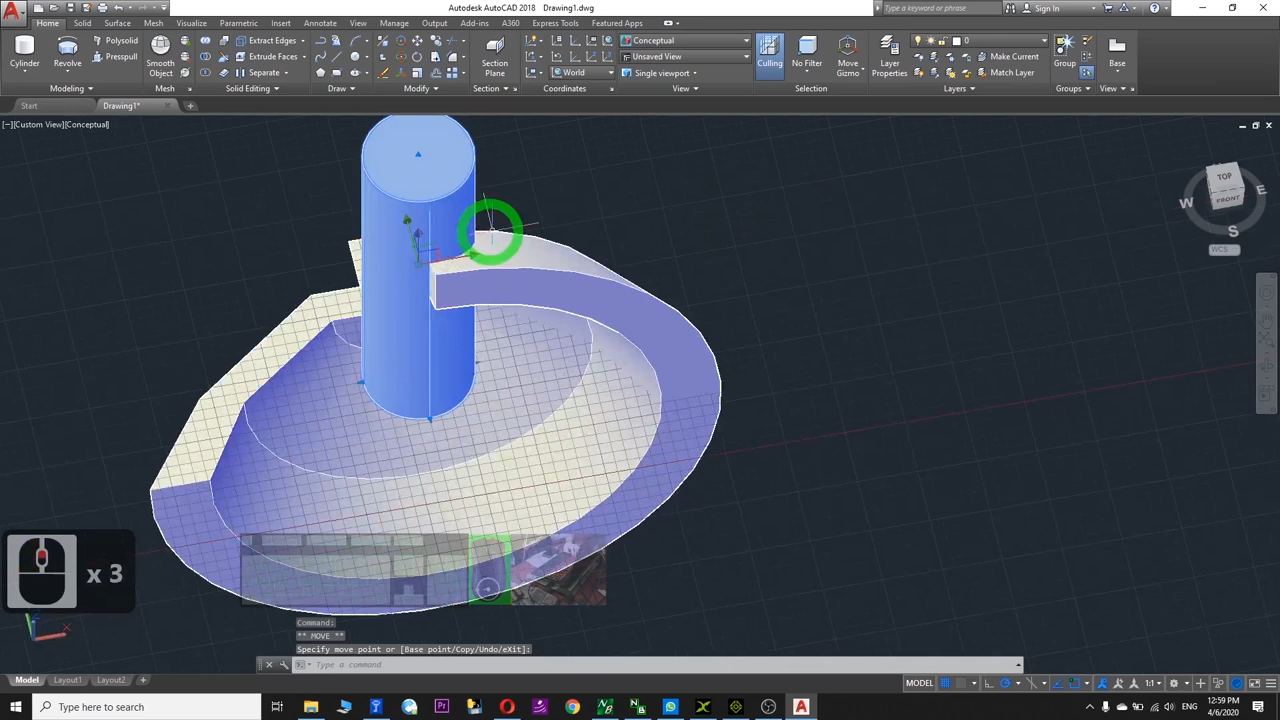 Autodesk AutoCAD 2018   Drawing1.dwg
Type a keyword or phrase
Sign In
Home Solid Surface Mesh Visualize Parametric Insert Annotate View Manage Output Add-ins A360 Express Tools Featured Apps
Cylinder
Revolve
Polysolid
Presspull
Smooth
Object
Extract Edges
Extrude Faces
Separate
Section
Plane
World
Conceptual
Unsaved View
Single viewport
Culling
No Filter
Move
Gizmo
Layer
Properties
0
Make Current
Match Layer
Group
Base
Modeling Mesh Solid Editing Draw Modify Section Coordinates View Selection Layers Groups View
Start Drawing1*
[−][Custom View][Conceptual]
TOP
FRONT
W
E
S
WCS
x 3
Command:
** MOVE **
Specify move point or [Base point/Copy/Undo/eXit]:
Type a command
Model Layout1 Layout2
MODEL
1:1
Type here to search
ENG
12:59 PM
4/6/2020